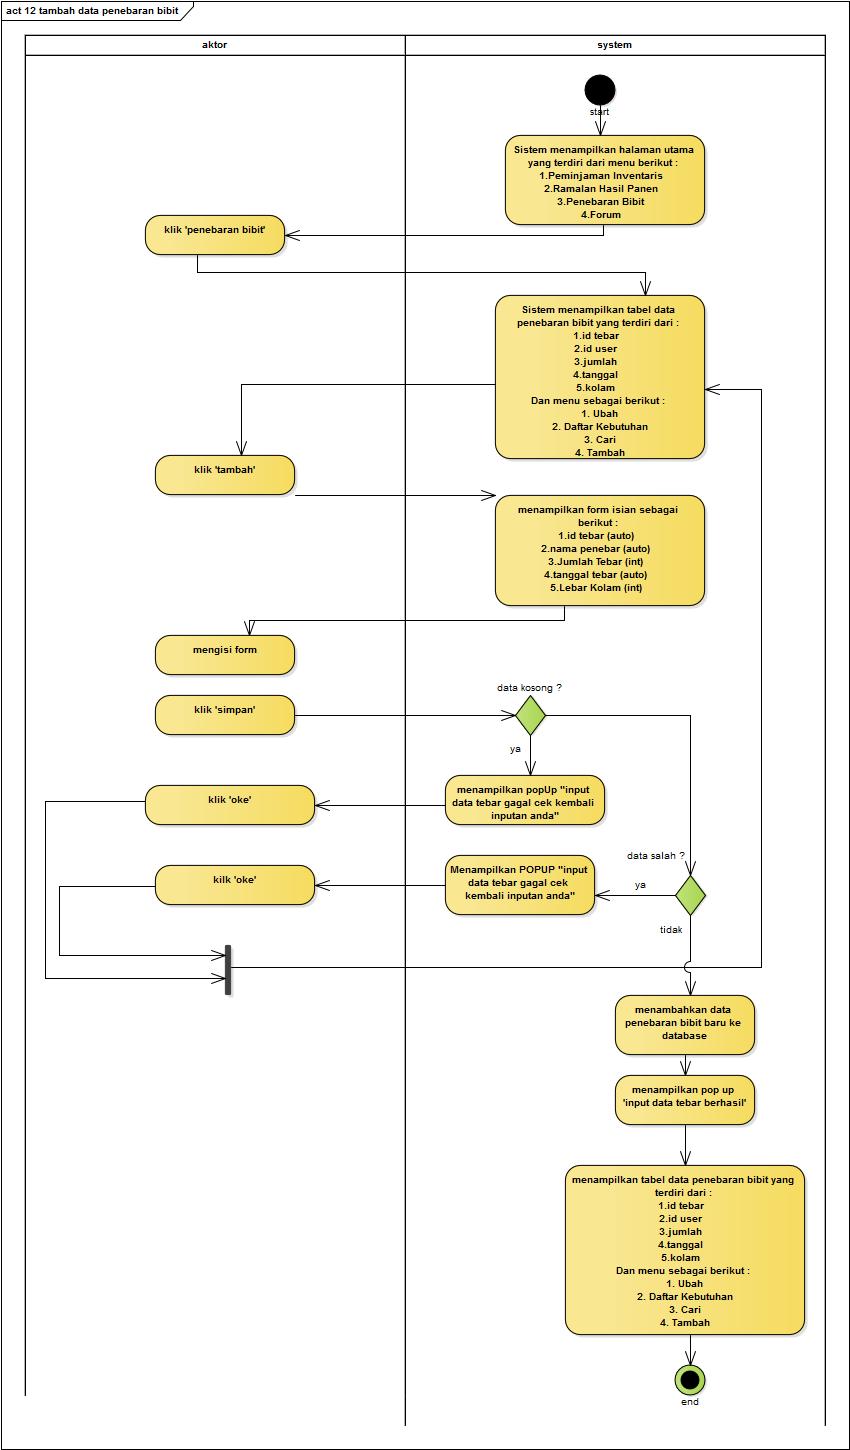 act 12 tambah data penebaran bibit
aktor
system
start
Sistem menampilkan halaman utama
yang terdiri dari menu berikut :
1.Peminjaman Inventaris
2.Ramalan Hasil Panen
3.Penebaran Bibit
4.Forum
klik 'penebaran bibit'
Sistem menampilkan tabel data
penebaran bibit yang terdiri dari :
1.id tebar
2.id user
3.jumlah
4.tanggal
5.kolam
Dan menu sebagai berikut :
1. Ubah
2. Daftar Kebutuhan
3. Cari
4. Tambah
klik 'tambah'
menampilkan form isian sebagai
berikut :
1.id tebar (auto)
2.nama penebar (auto)
3.Jumlah Tebar (int)
4.tanggal tebar (auto)
5.Lebar Kolam (int)
mengisi form
klik 'simpan'
data kosong ?
ya
menampilkan popUp "input
data tebar gagal cek kembali
inputan anda"
klik 'oke'
data salah ?
ya
Menampilkan POPUP "input
data tebar gagal cek
kembali inputan anda"
kilk 'oke'
tidak
menambahkan data
penebaran bibit baru ke
database
menampilkan pop up
'input data tebar berhasil'
menampilkan tabel data penebaran bibit yang
terdiri dari :
1.id tebar
2.id user
3.jumlah
4.tanggal
5.kolam
Dan menu sebagai berikut :
1. Ubah
2. Daftar Kebutuhan
3. Cari
4. Tambah
end